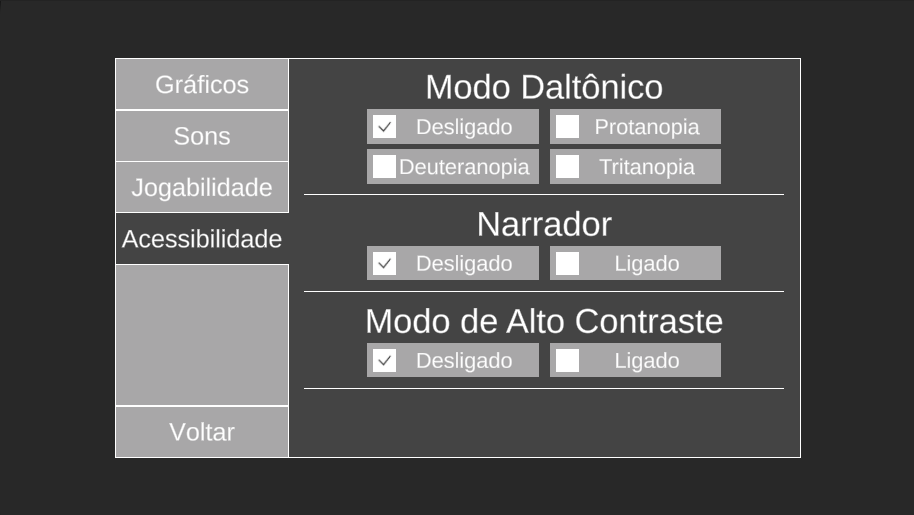 Gráficos
Sons
Jogabilidade
Acessibilidade
Voltar
Modo Daltônico
Desligado
Protanopia
Deuteranopia
Tritanopia
Narrador
Desligado
Ligado
Modo de Alto Contraste
Desligado
Ligado